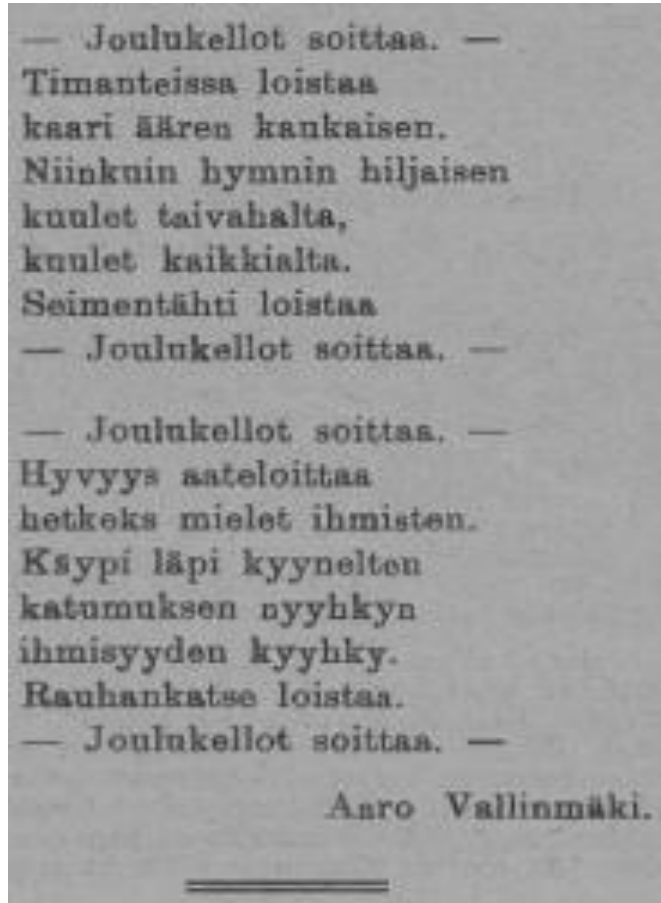 — Joulukellot soittaa. —
Timanteissa loistaa
kaari äären kaukaisen.
Niinkuin hymnin hiljaisen
kuulet taivahalta,
kuulet kaikkialta.
Seimentähti loistaa
— Joulukellot soittaa. —
— Joulukellot soittaa. —
Hyvyys aateloittaa
hetkeks mielet ihmisten.
Käypi läpi kyynelten
katumuksen nyyhkyn
ihmisyyden kyyhky.
Rauhankatse loistaa.
— Joulukellot soittaa. —
Aaro Vallinmäki.